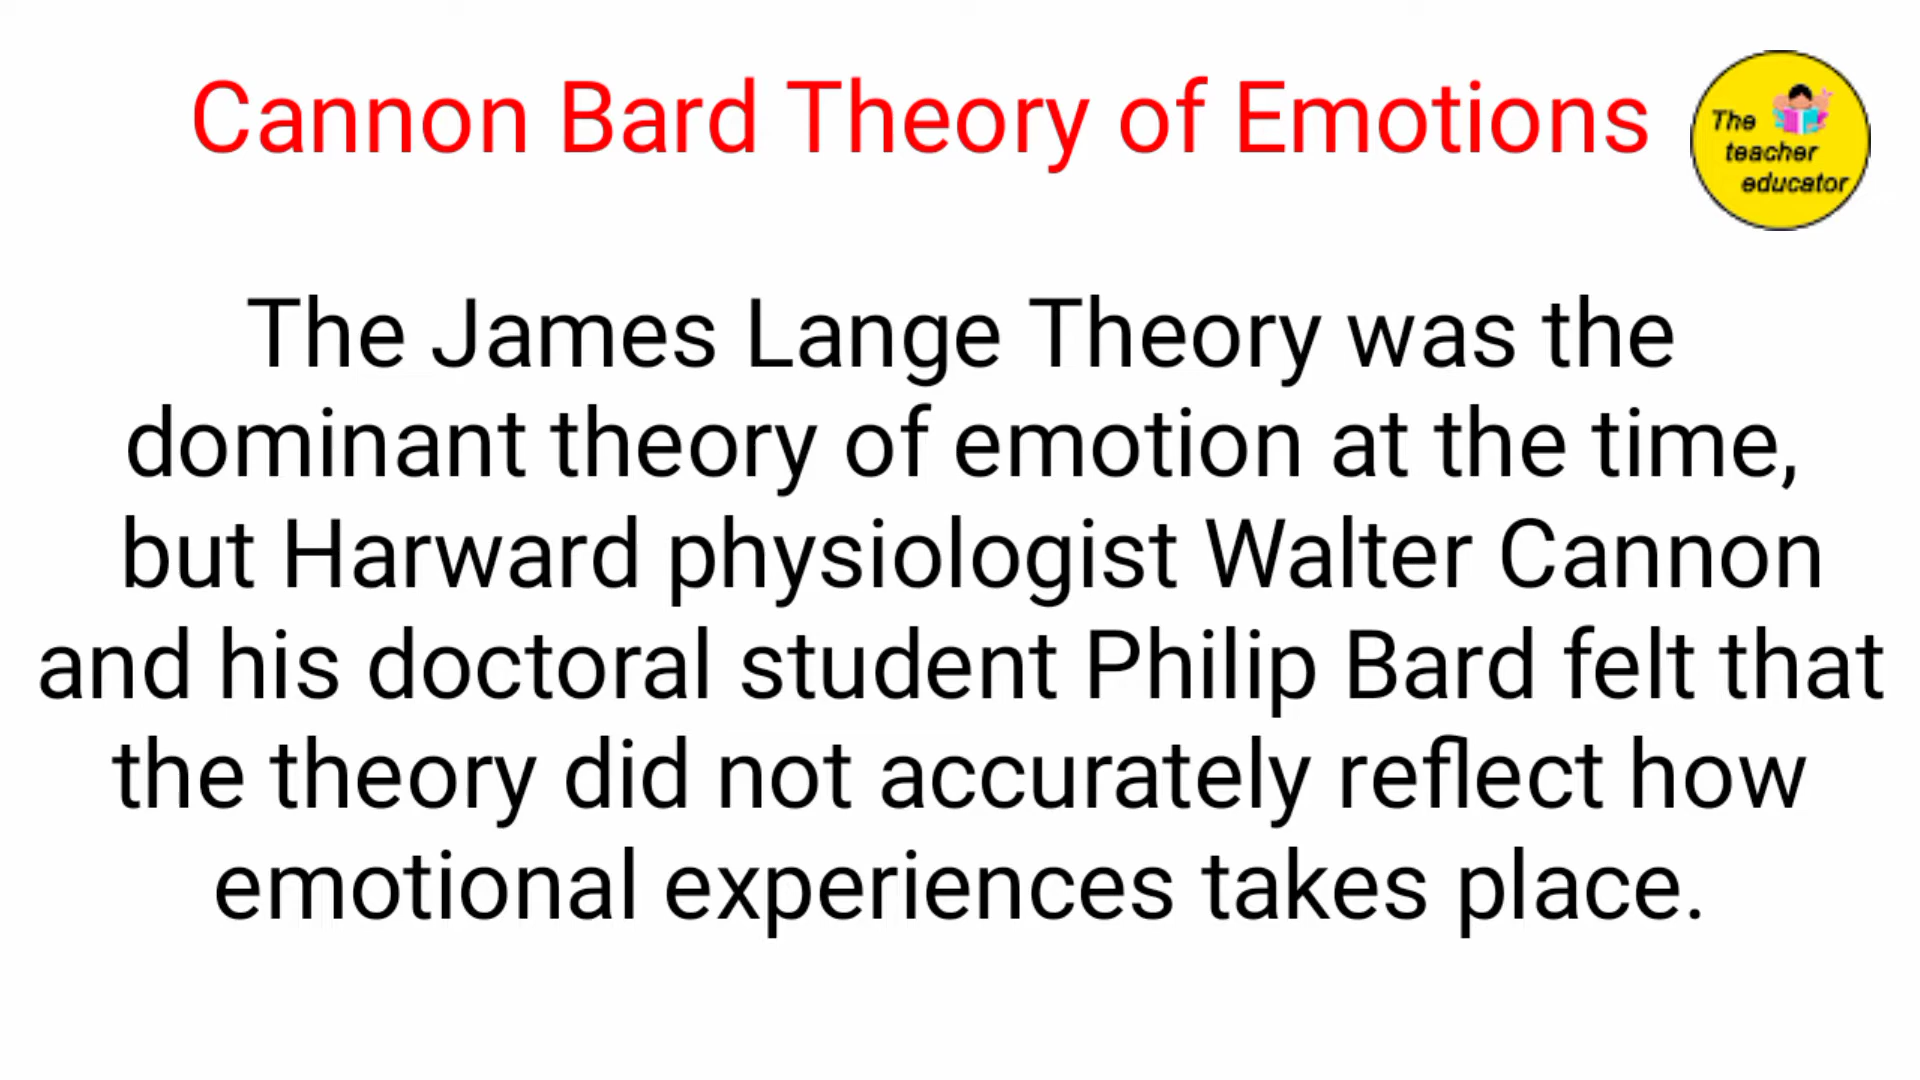 Cannon Bard Theory of Emotions
The
teacher
educator
The James Lange Theory was the
dominant theory of emotion at the time,
but Harward physiologist Walter Cannon
and his doctoral student Philip Bard felt that
the theory did not accurately reflect how
emotional experiences takes place.